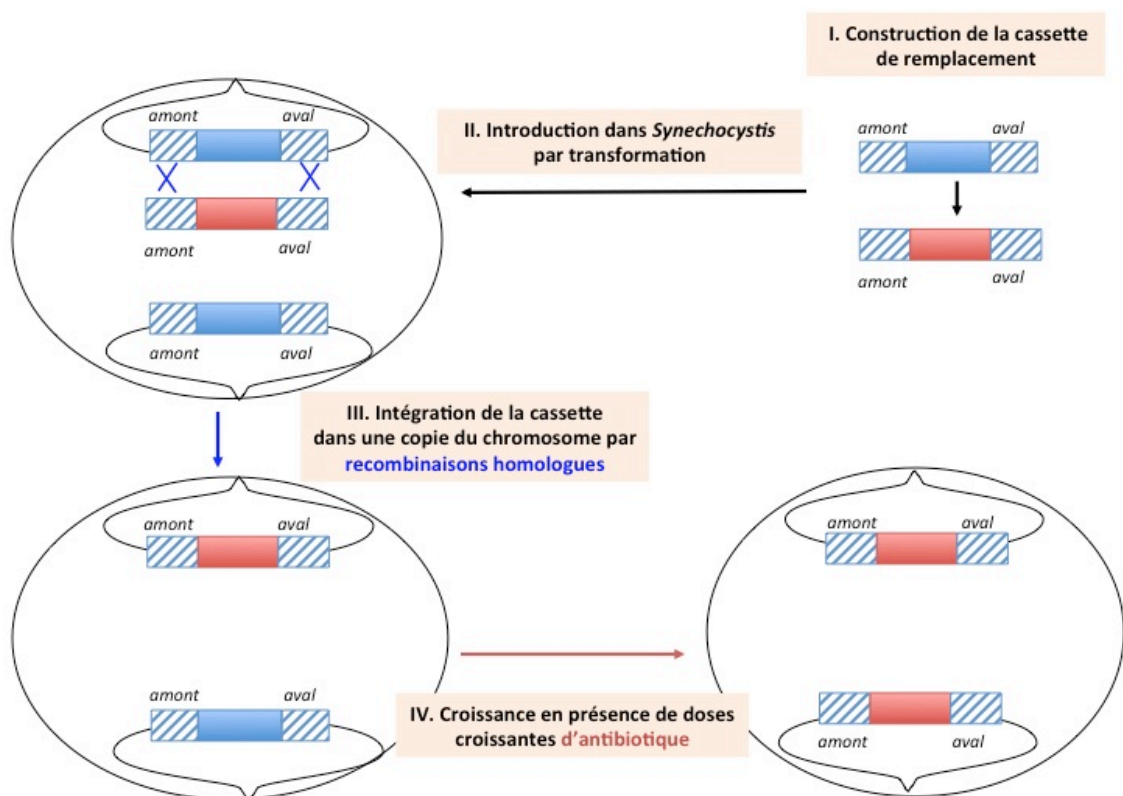 I. Construction de la cassette
de remplacement
amont
aval
II. Introduction dans Synechocystis
par transformation
amont
aval
amont
aval
amont
aval
amont
aval
III. Intégration de la cassette
dans une copie du chromosome par
recombinaisons homologues
amont
aval
amont
aval
amont
aval
IV. Croissance en présence de doses
croissantes d'antibiotique
amont
aval